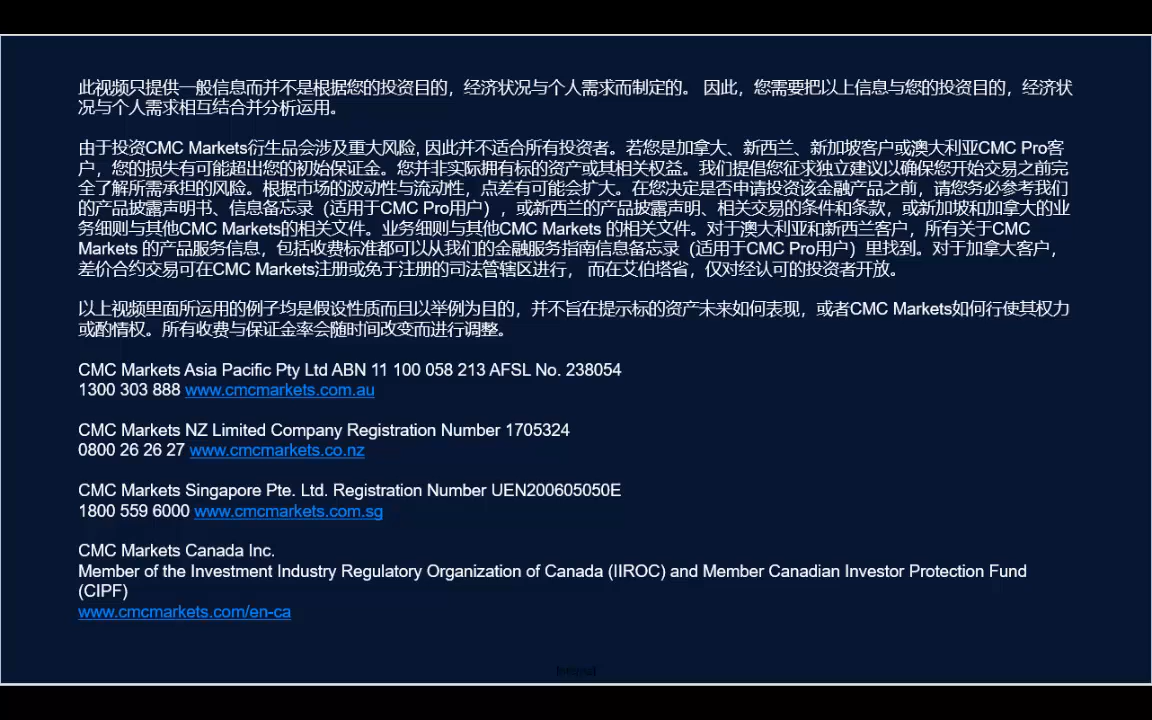 此视频只提供一般信息而并不是根据您的投资目的，经济状况与个人需求而制定的。 因此，您需要把以上信息与您的投资目的，经济状
况与个人需求相互结合并分析运用。
由于投资CMC Markets衍生品会涉及重大风险, 因此并不适合所有投资者。若您是加拿大、新西兰、新加坡客户或澳大利亚CMC Pro客
户，您的损失有可能超出您的初始保证金。您并非实际拥有标的资产或其相关权益。我们提倡您征求独立建议以确保您开始交易之前完
全了解所需承担的风险。根据市场的波动性与流动性，点差有可能会扩大。在您决定是否申请投资该金融产品之前，请您务必参考我们
的产品披露声明书、信息备忘录（适用于CMC Pro用户），或新西兰的产品披露声明、相关交易的条件和条款，或新加坡和加拿大的业
务细则与其他CMC Markets的相关文件。业务细则与其他CMC Markets 的相关文件。对于澳大利亚和新西兰客户，所有关于CMC
Markets 的产品服务信息，包括收费标准都可以从我们的金融服务指南信息备忘录（适用于CMC Pro用户）里找到。对于加拿大客户，
差价合约交易可在CMC Markets注册或免于注册的司法管辖区进行， 而在艾伯塔省，仅对经认可的投资者开放。
以上视频里面所运用的例子均是假设性质而且以举例为目的，并不旨在提示标的资产未来如何表现，或者CMC Markets如何行使其权力
或酌情权。所有收费与保证金率会随时间改变而进行调整。
CMC Markets Asia Pacific Pty Ltd ABN 11 100 058 213 AFSL No. 238054
1300 303 888 www.cmcmarkets.com.au
CMC Markets NZ Limited Company Registration Number 1705324
0800 26 26 27 www.cmcmarkets.co.nz
CMC Markets Singapore Pte. Ltd. Registration Number UEN200605050E
1800 559 6000 www.cmcmarkets.com.sg
CMC Markets Canada Inc.
Member of the Investment Industry Regulatory Organization of Canada (IIROC) and Member Canadian Investor Protection Fund
(CIPF)
www.cmcmarkets.com/en-ca